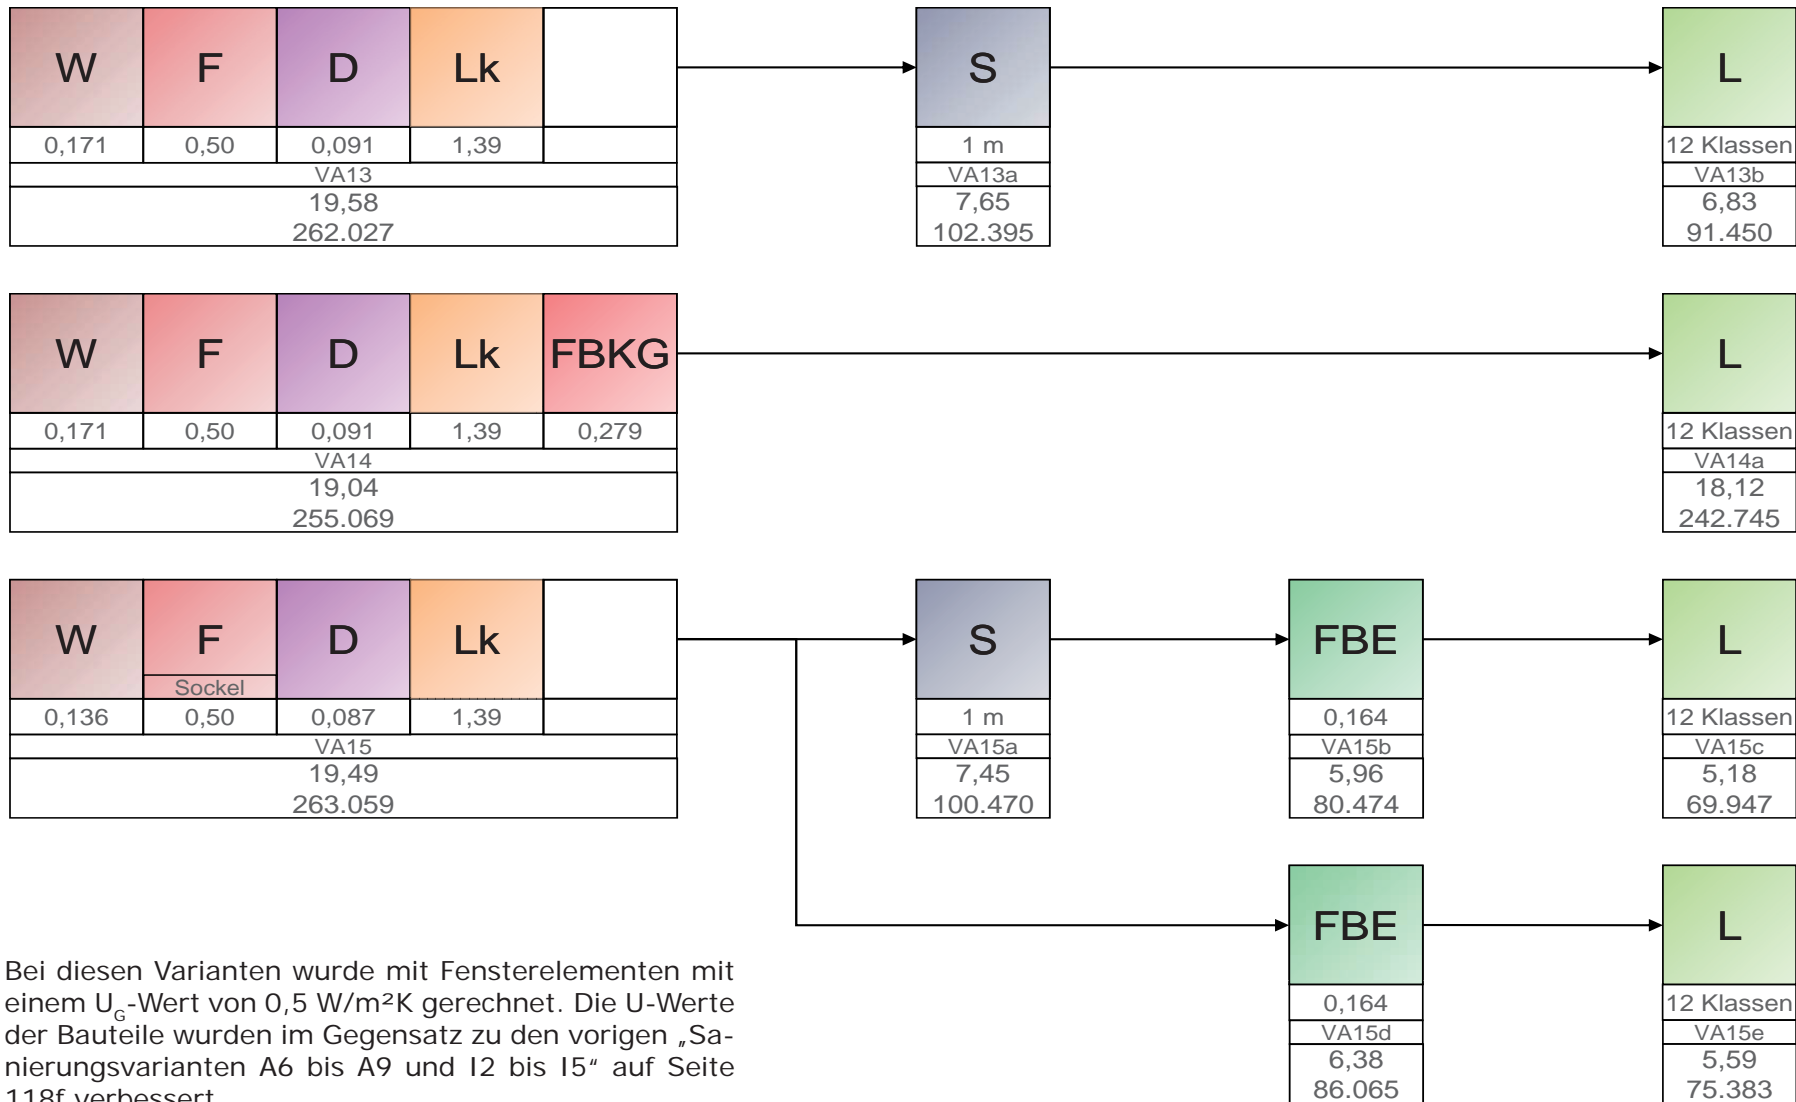 W F D Lk S L
0,171 0,50 0,091 1,39 1 m 12 Klassen
VA13 VA13a VA13b
19,58 7,65 6,83
262.027 102.395 91.450
W F D Lk FBKG L
0,171 0,50 0,091 1,39 0,279 12 Klassen
VA14 VA14a
19,04 18,12
255.069 242.745
W F D Lk S FBE L
Sockel
0,136 0,50 0,087 1,39 1 m 0,164 12 Klassen
VA15 VA15a VA15b VA15c
19,49 7,45 5,96 5,18
263.059 100.470 80.474 69.947
FBE L
0,164 12 Klassen
VA15d VA15e
6,38 5,59
86.065 75.383
Bei diesen Varianten wurde mit Fensterelementen mit
einem U_G-Wert von 0,5 W/m²K gerechnet. Die U-Werte
der Bauteile wurden im Gegensatz zu den vorigen „Sa-
nierungsvarianten A6 bis A9 und I2 bis I5“ auf Seite
118f verbessert